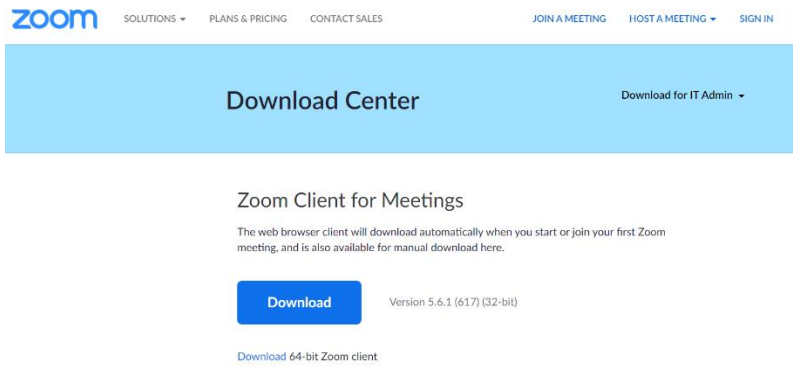 zoom SOLUTIONS PLANS & PRICING CONTACT SALES JOIN A MEETING HOST A MEETING SIGN IN
Download Center
Download for IT Admin
Zoom Client for Meetings
The web browser client will download automatically when you start or join your first Zoom
meeting, and is also available for manual download here.
Download Version 5.6.1 (617) (32-bit)
Download 64-bit Zoom client